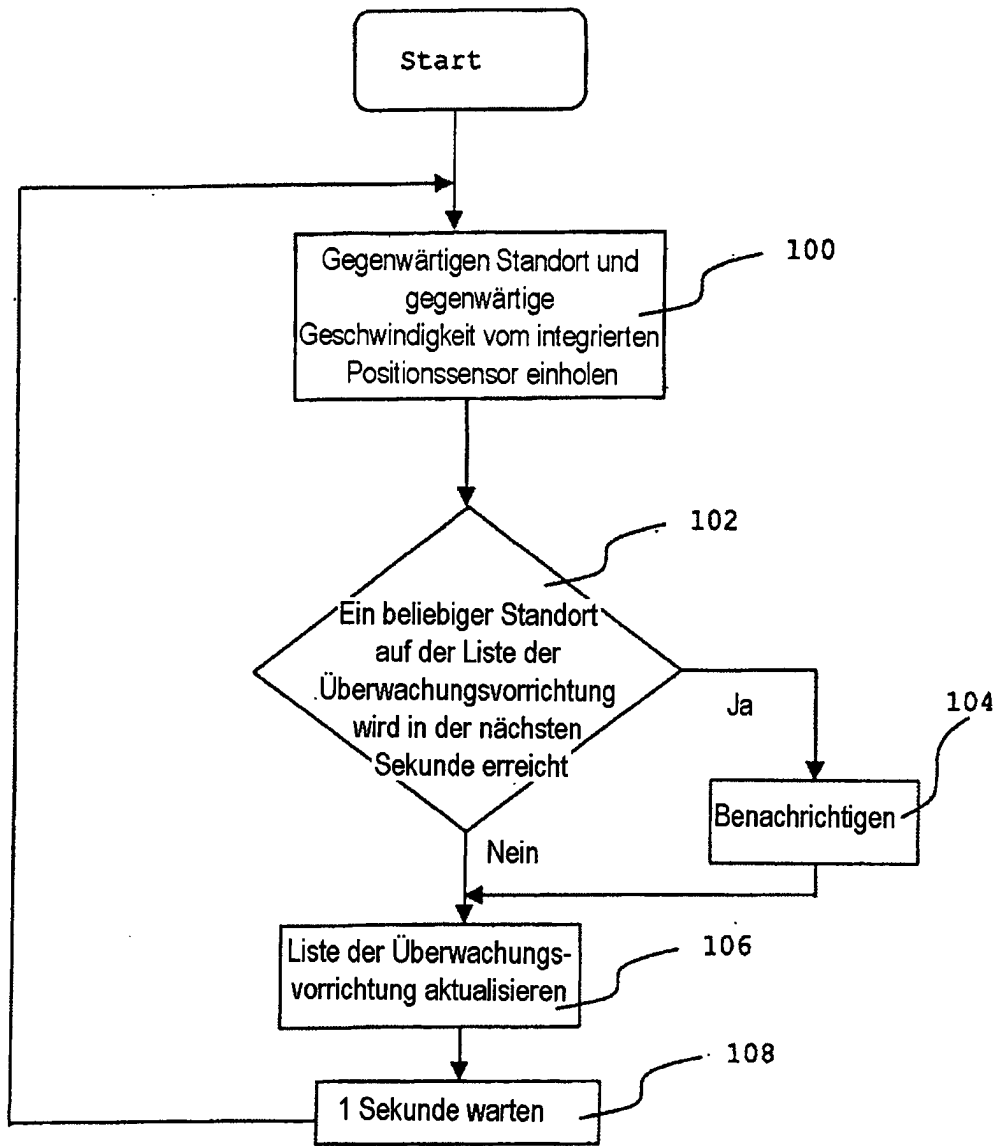 Start
Gegenwärtigen Standort und
gegenwärtige
Geschwindigkeit vom integrierten
Positionssensor einholen
100
102
Ein beliebiger Standort
auf der Liste der
Überwachungsvorrichtung
wird in der nächsten
Sekunde erreicht
Ja
104
Benachrichtigen
Nein
Liste der Überwachungs-
vorrichtung aktualisieren
106
1 Sekunde warten
108